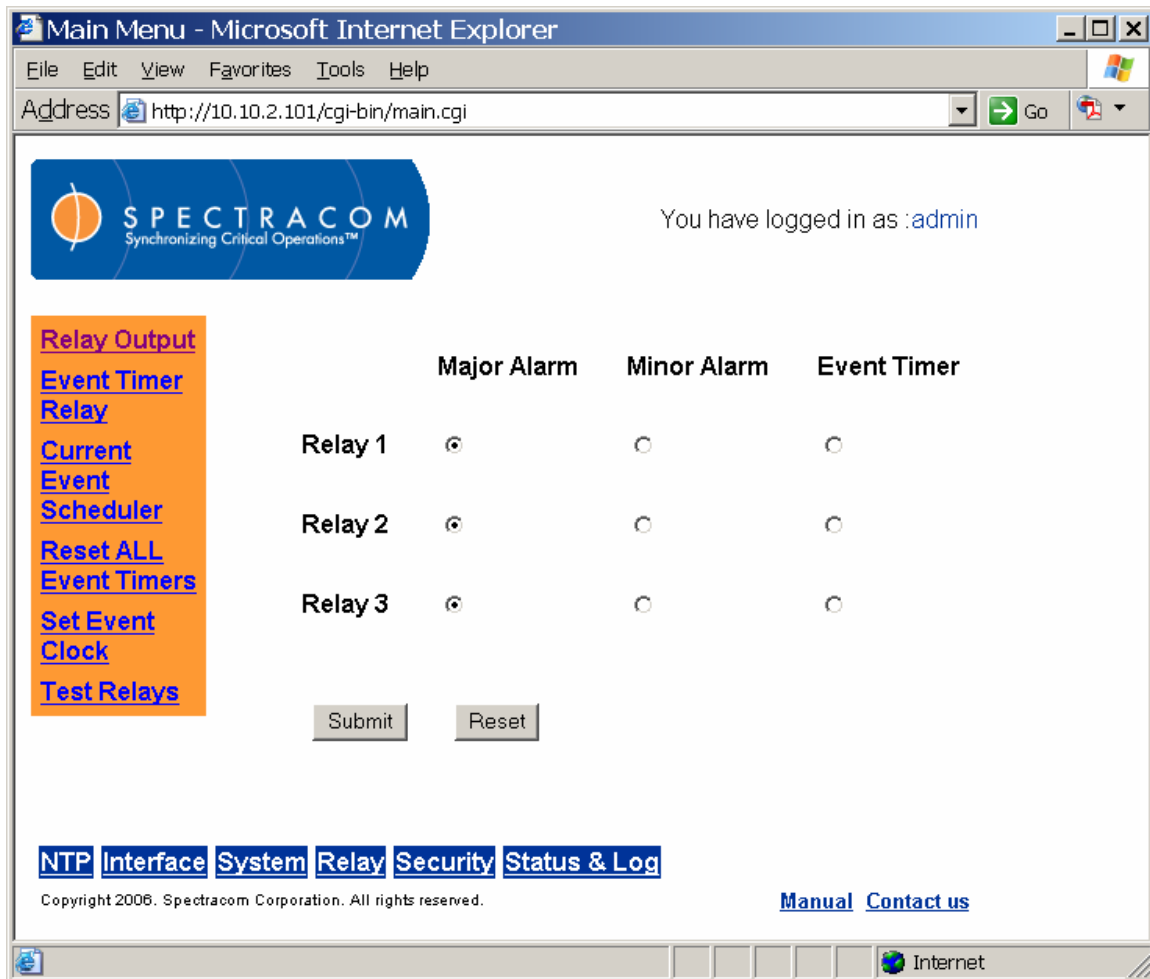 Main Menu - Microsoft Internet Explorer
File Edit View Favorites Tools Help
Address http://10.10.2.101/cgi-bin/main.cgi Go
SPECTRACOM
Synchronizing Critical Operations™
You have logged in as :admin
Relay Output
Event Timer
Relay
Current
Event
Scheduler
Reset ALL
Event Timers
Set Event
Clock
Test Relays
Major Alarm Minor Alarm Event Timer
Relay 1
Relay 2
Relay 3
Submit Reset
NTP Interface System Relay Security Status & Log
Copyright 2006. Spectracom Corporation. All rights reserved.
Manual Contact us
Internet